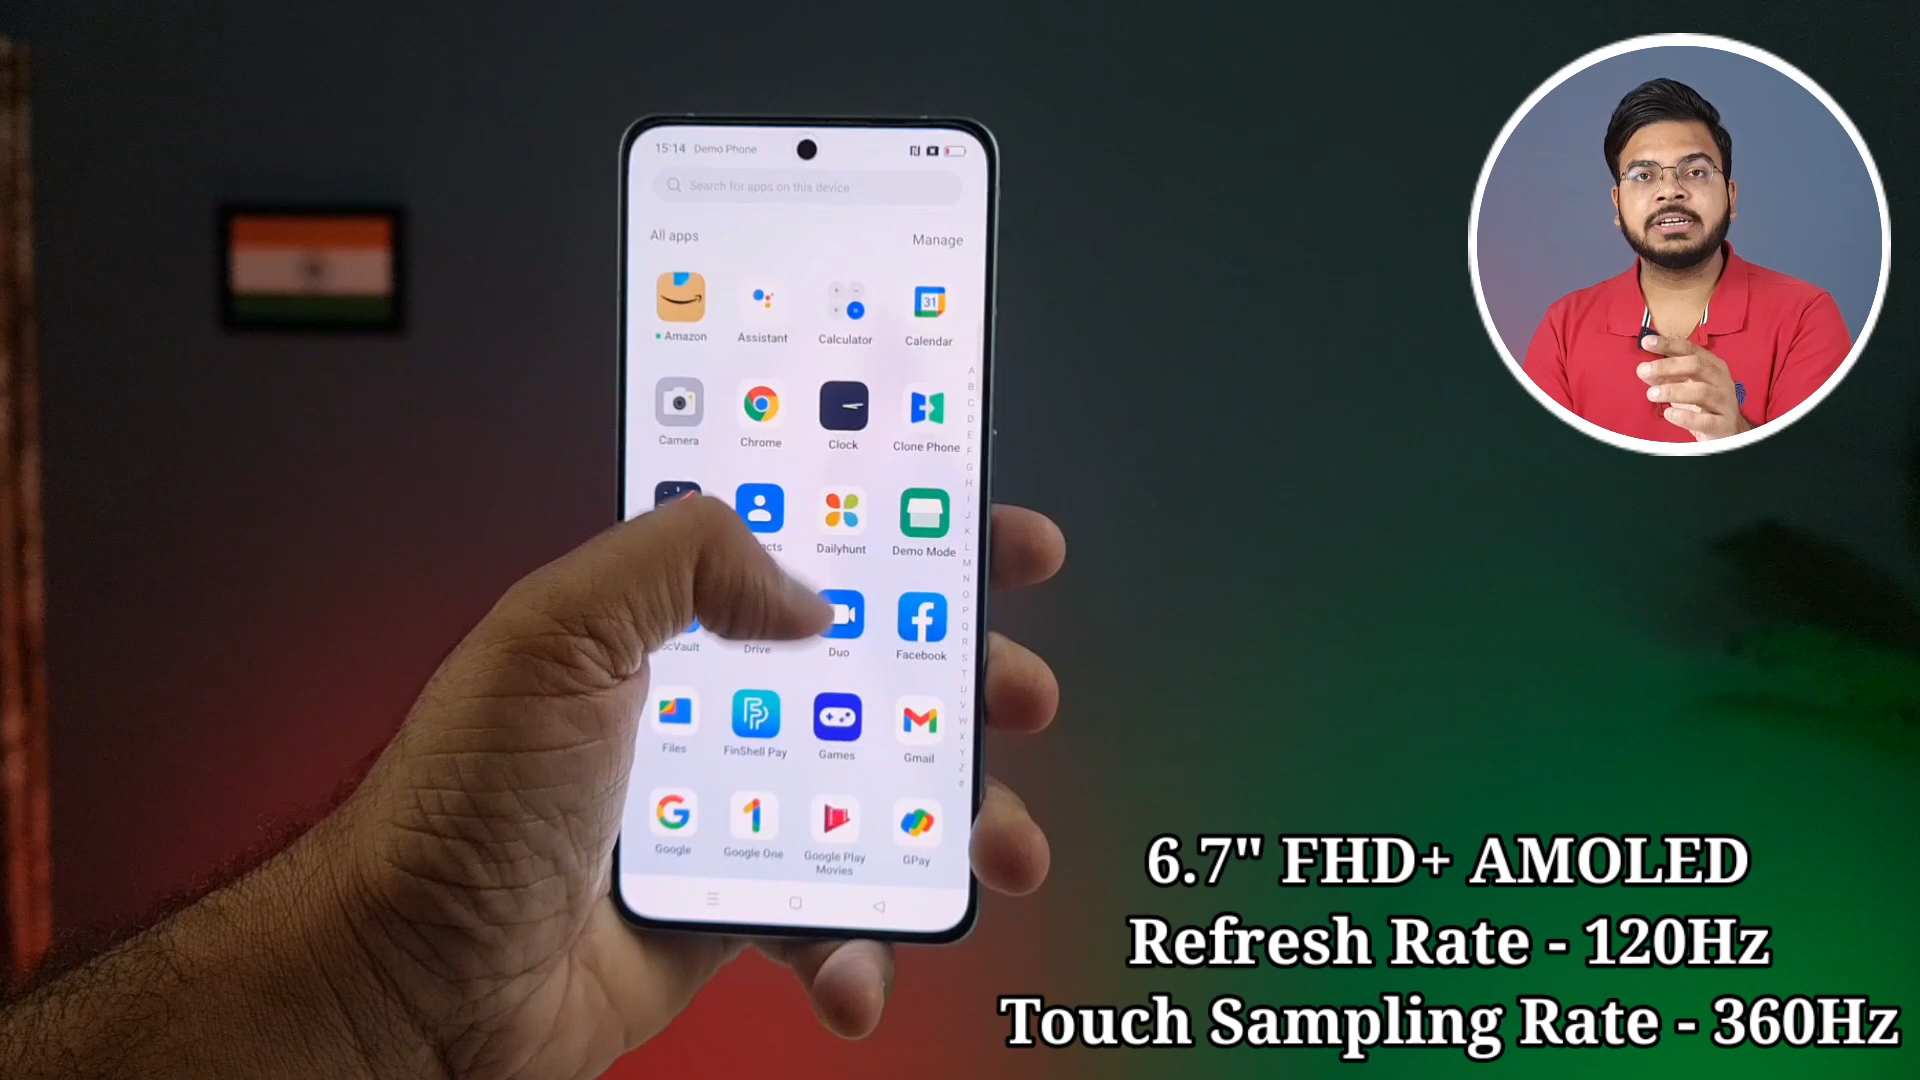 15:14 Demo Phone
Search for apps on this device
All apps
Manage
Amazon
Assistant
Calculator
31
Calendar
Camera
Chrome
Clock
Clone Phone
Dailyhunt
Demo Mode
Drive
Duo
Facebook
Files
FinShell Pay
Games
Gmail
Google
Google One
Google Play
Movies
GPay
A
B
C
D
E
F
G
H
I
J
K
L
M
N
O
P
Q
R
S
T
U
V
W
X
Y
Z
#
6.7" FHD+ AMOLED
Refresh Rate - 120Hz
Touch Sampling Rate - 360Hz